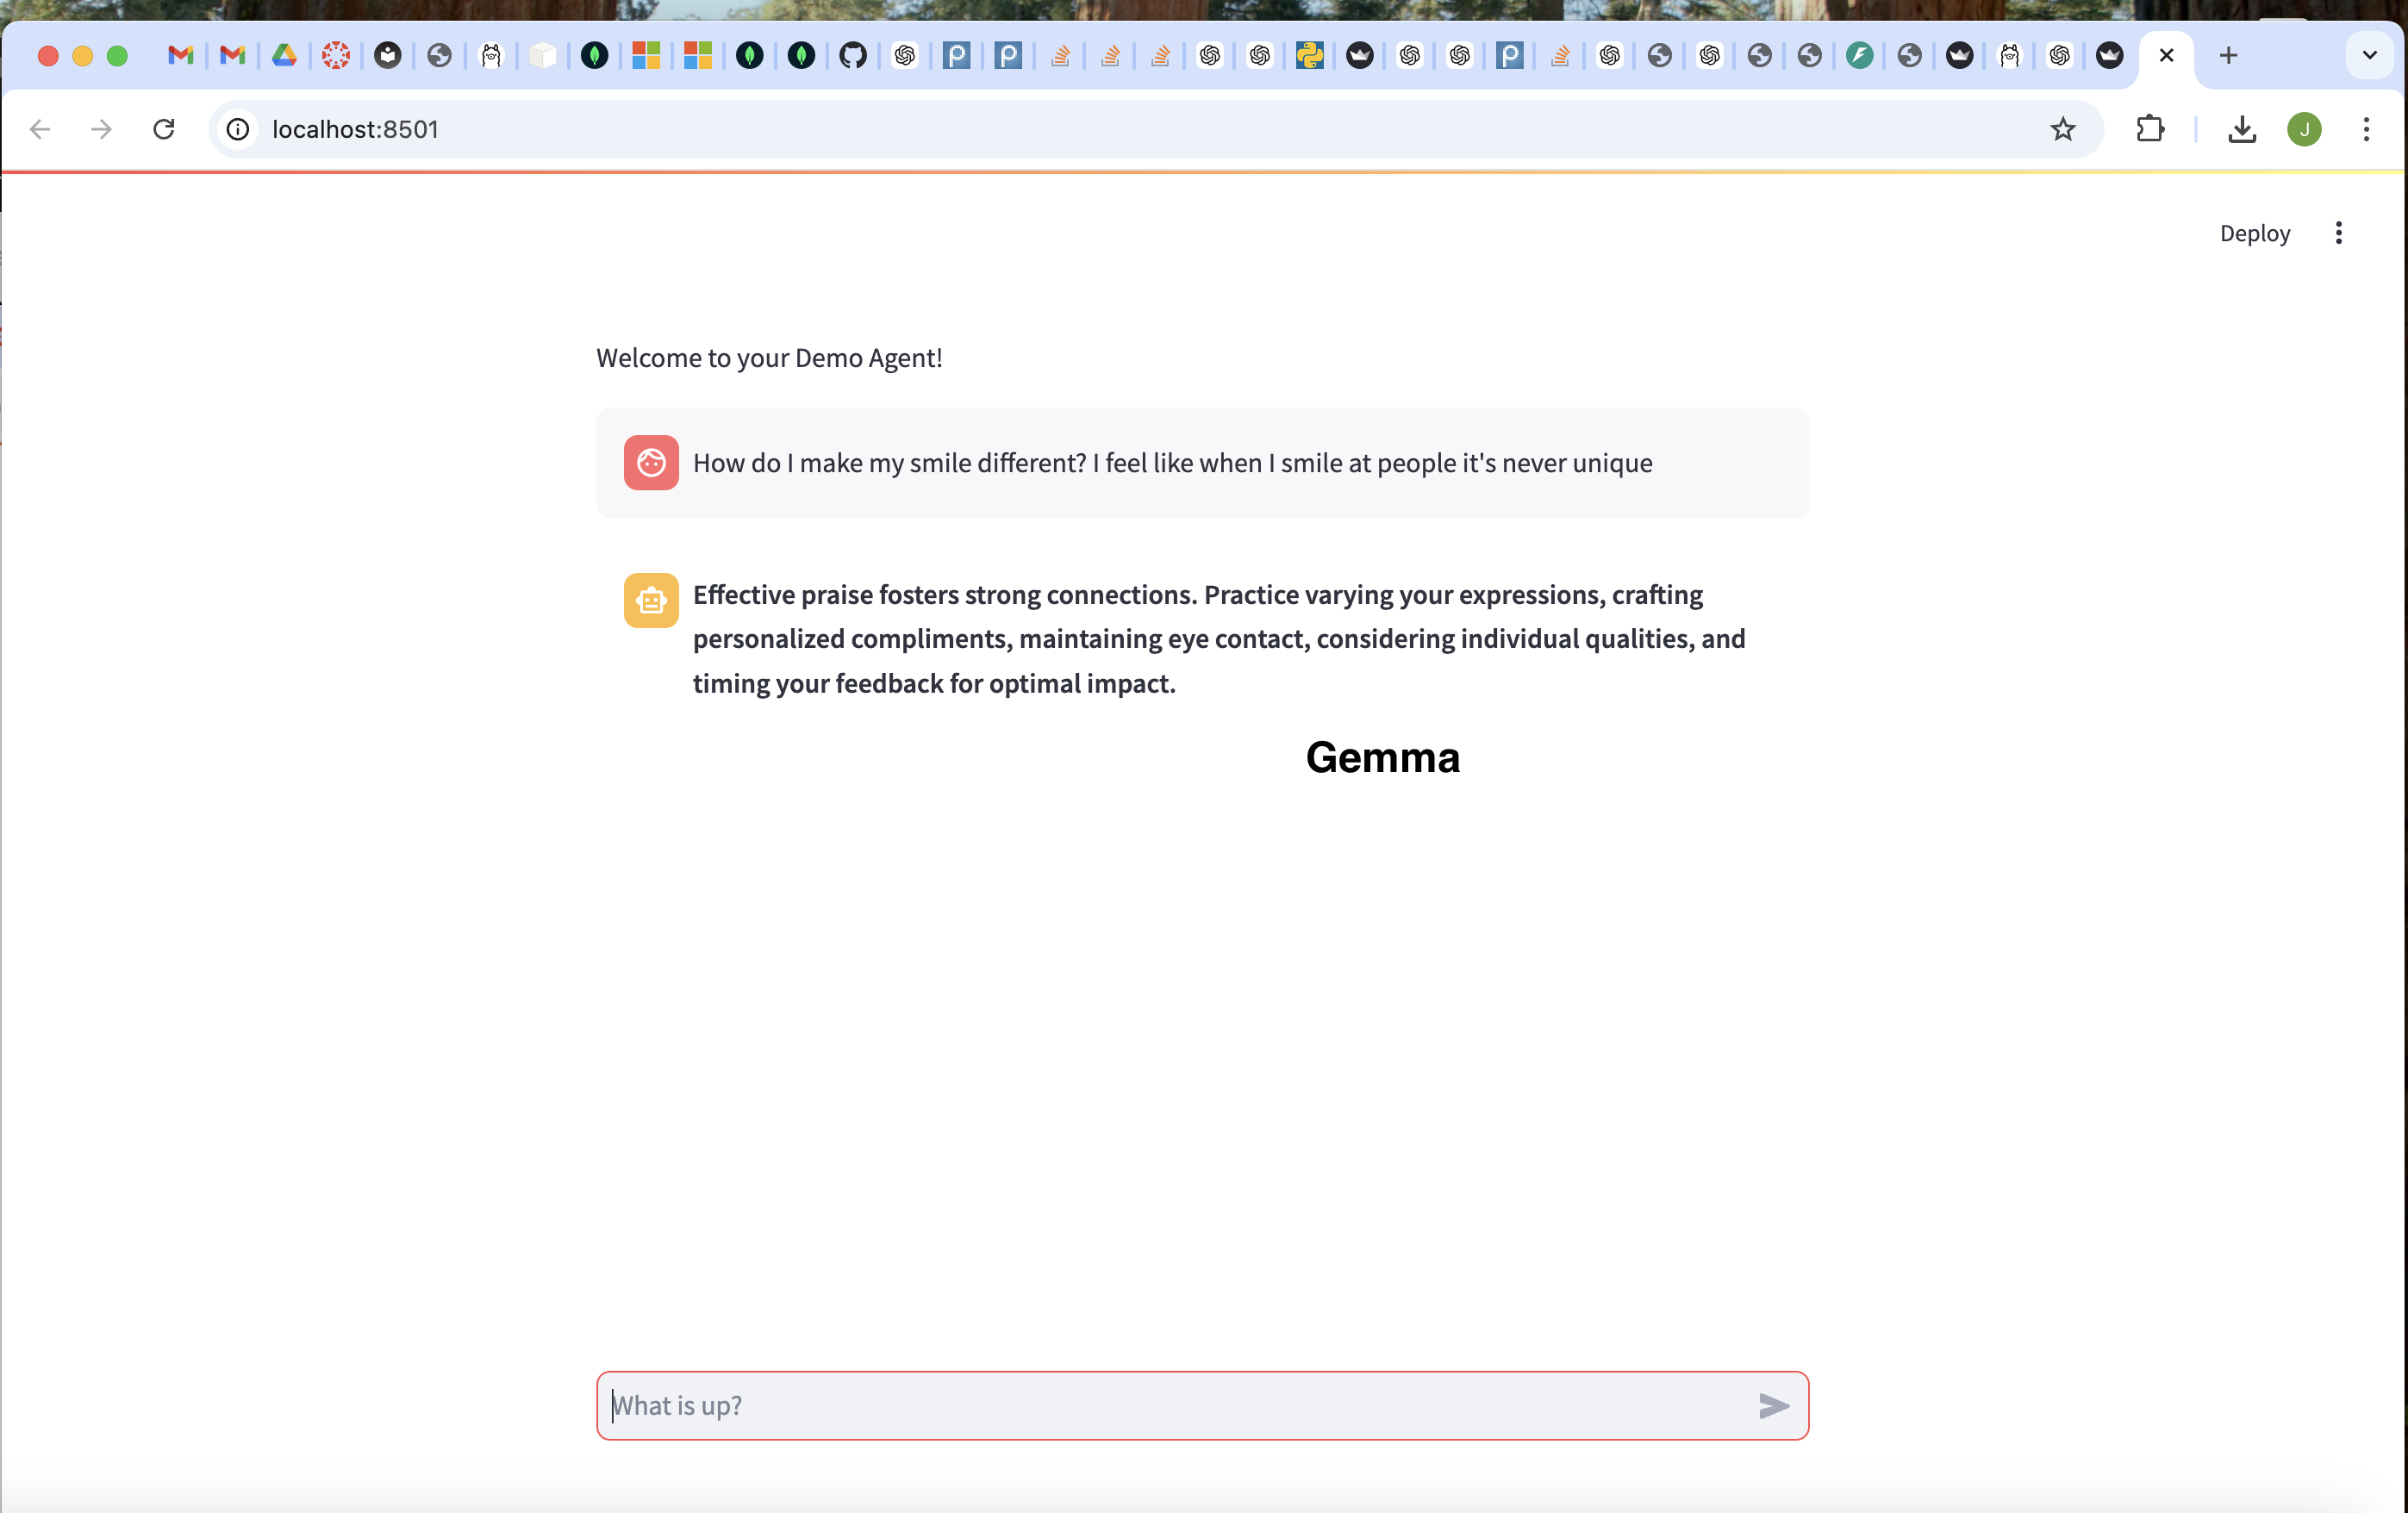 localhost:8501
J
Deploy
Welcome to your Demo Agent!
How do I make my smile different? I feel like when I smile at people it's never unique
Effective praise fosters strong connections. Practice varying your expressions, crafting
personalized compliments, maintaining eye contact, considering individual qualities, and
timing your feedback for optimal impact.
Gemma
What is up?